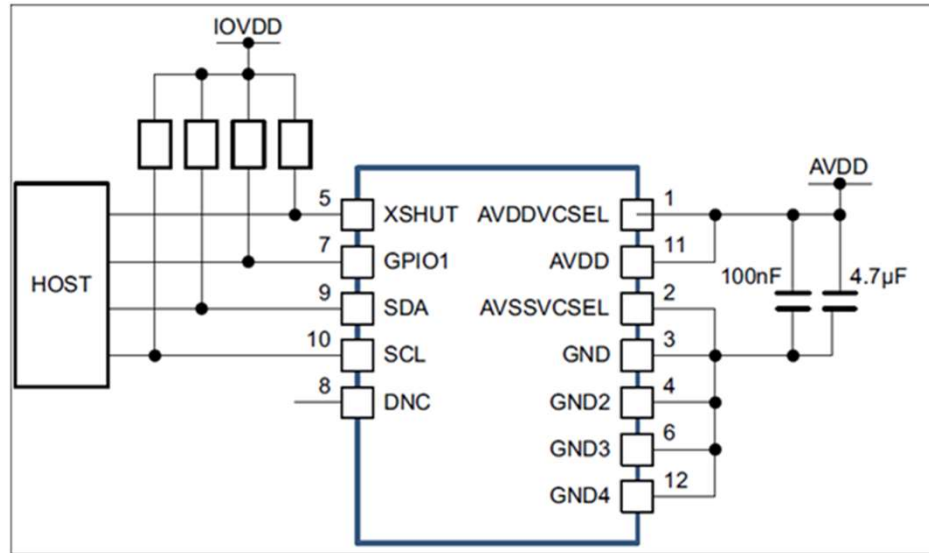 IOVDD
AVDD
HOST
5 XSHUT
7 GPIO1
9 SDA
10 SCL
8 DNC
AVDDVCSEL 1
AVDD 11
AVSSVCSEL 2
GND 3
GND2 4
GND3 6
GND4 12
100nF 4.7µF